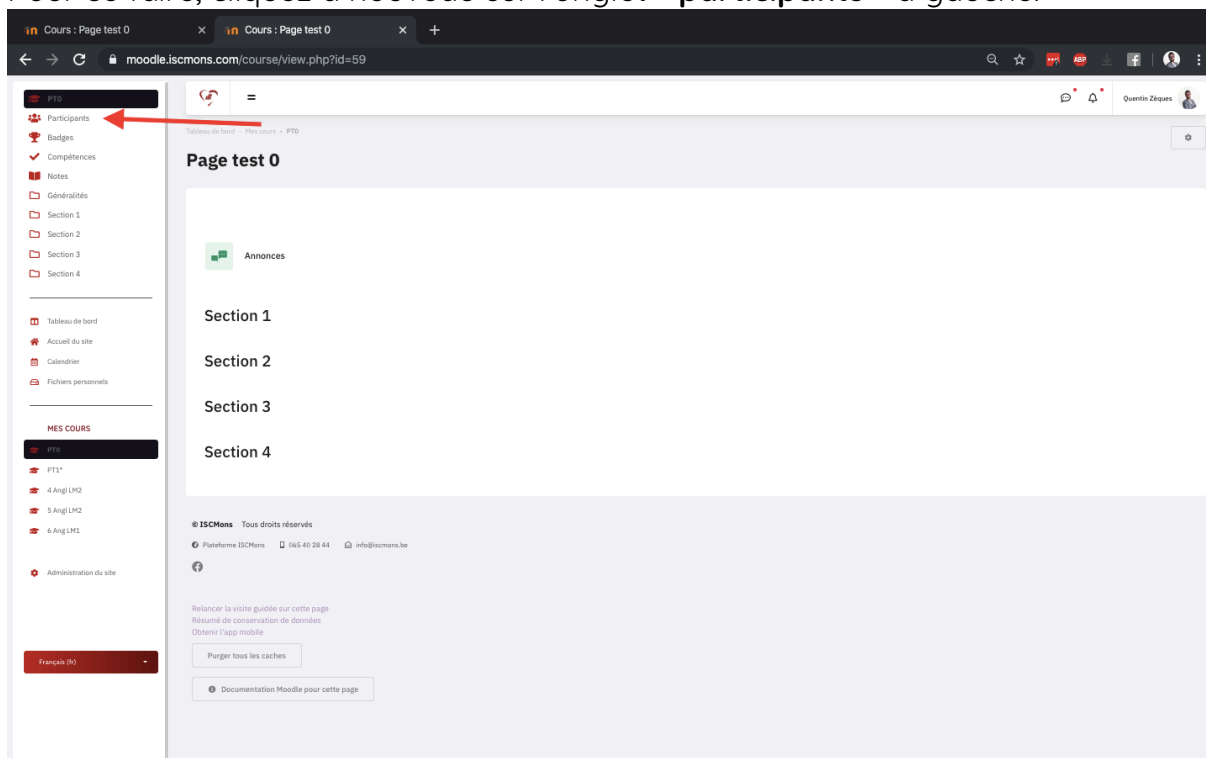 Pour ce faire, cliquez à nouveau sur l'onglet « participants » à gauche.
Cours : Page test 0
Cours : Page test 0
moodle.iscmons.com/course/view.php?id=59
ABP
PT0
Participants
Badges
Compétences
Notes
Généralités
Section 1
Section 2
Section 3
Section 4
Tableau de bord
Accueil du site
Calendrier
Fichiers personnels
MES COURS
PT0
PT1*
4 Angl LM2
5 Angl LM2
6 Ang LM1
Administration du site
Français (fr)
Quentin Zèques
Tableau de bord - Mes cours - PT0
Page test 0
Annonces
Section 1
Section 2
Section 3
Section 4
© ISCMons Tous droits réservés
Plateforme ISCMons 065 40 28 44 info@iscmons.be
Relancer la visite guidée sur cette page
Résumé de conservation de données
Obtenir l'app mobile
Purger tous les caches
Documentation Moodle pour cette page